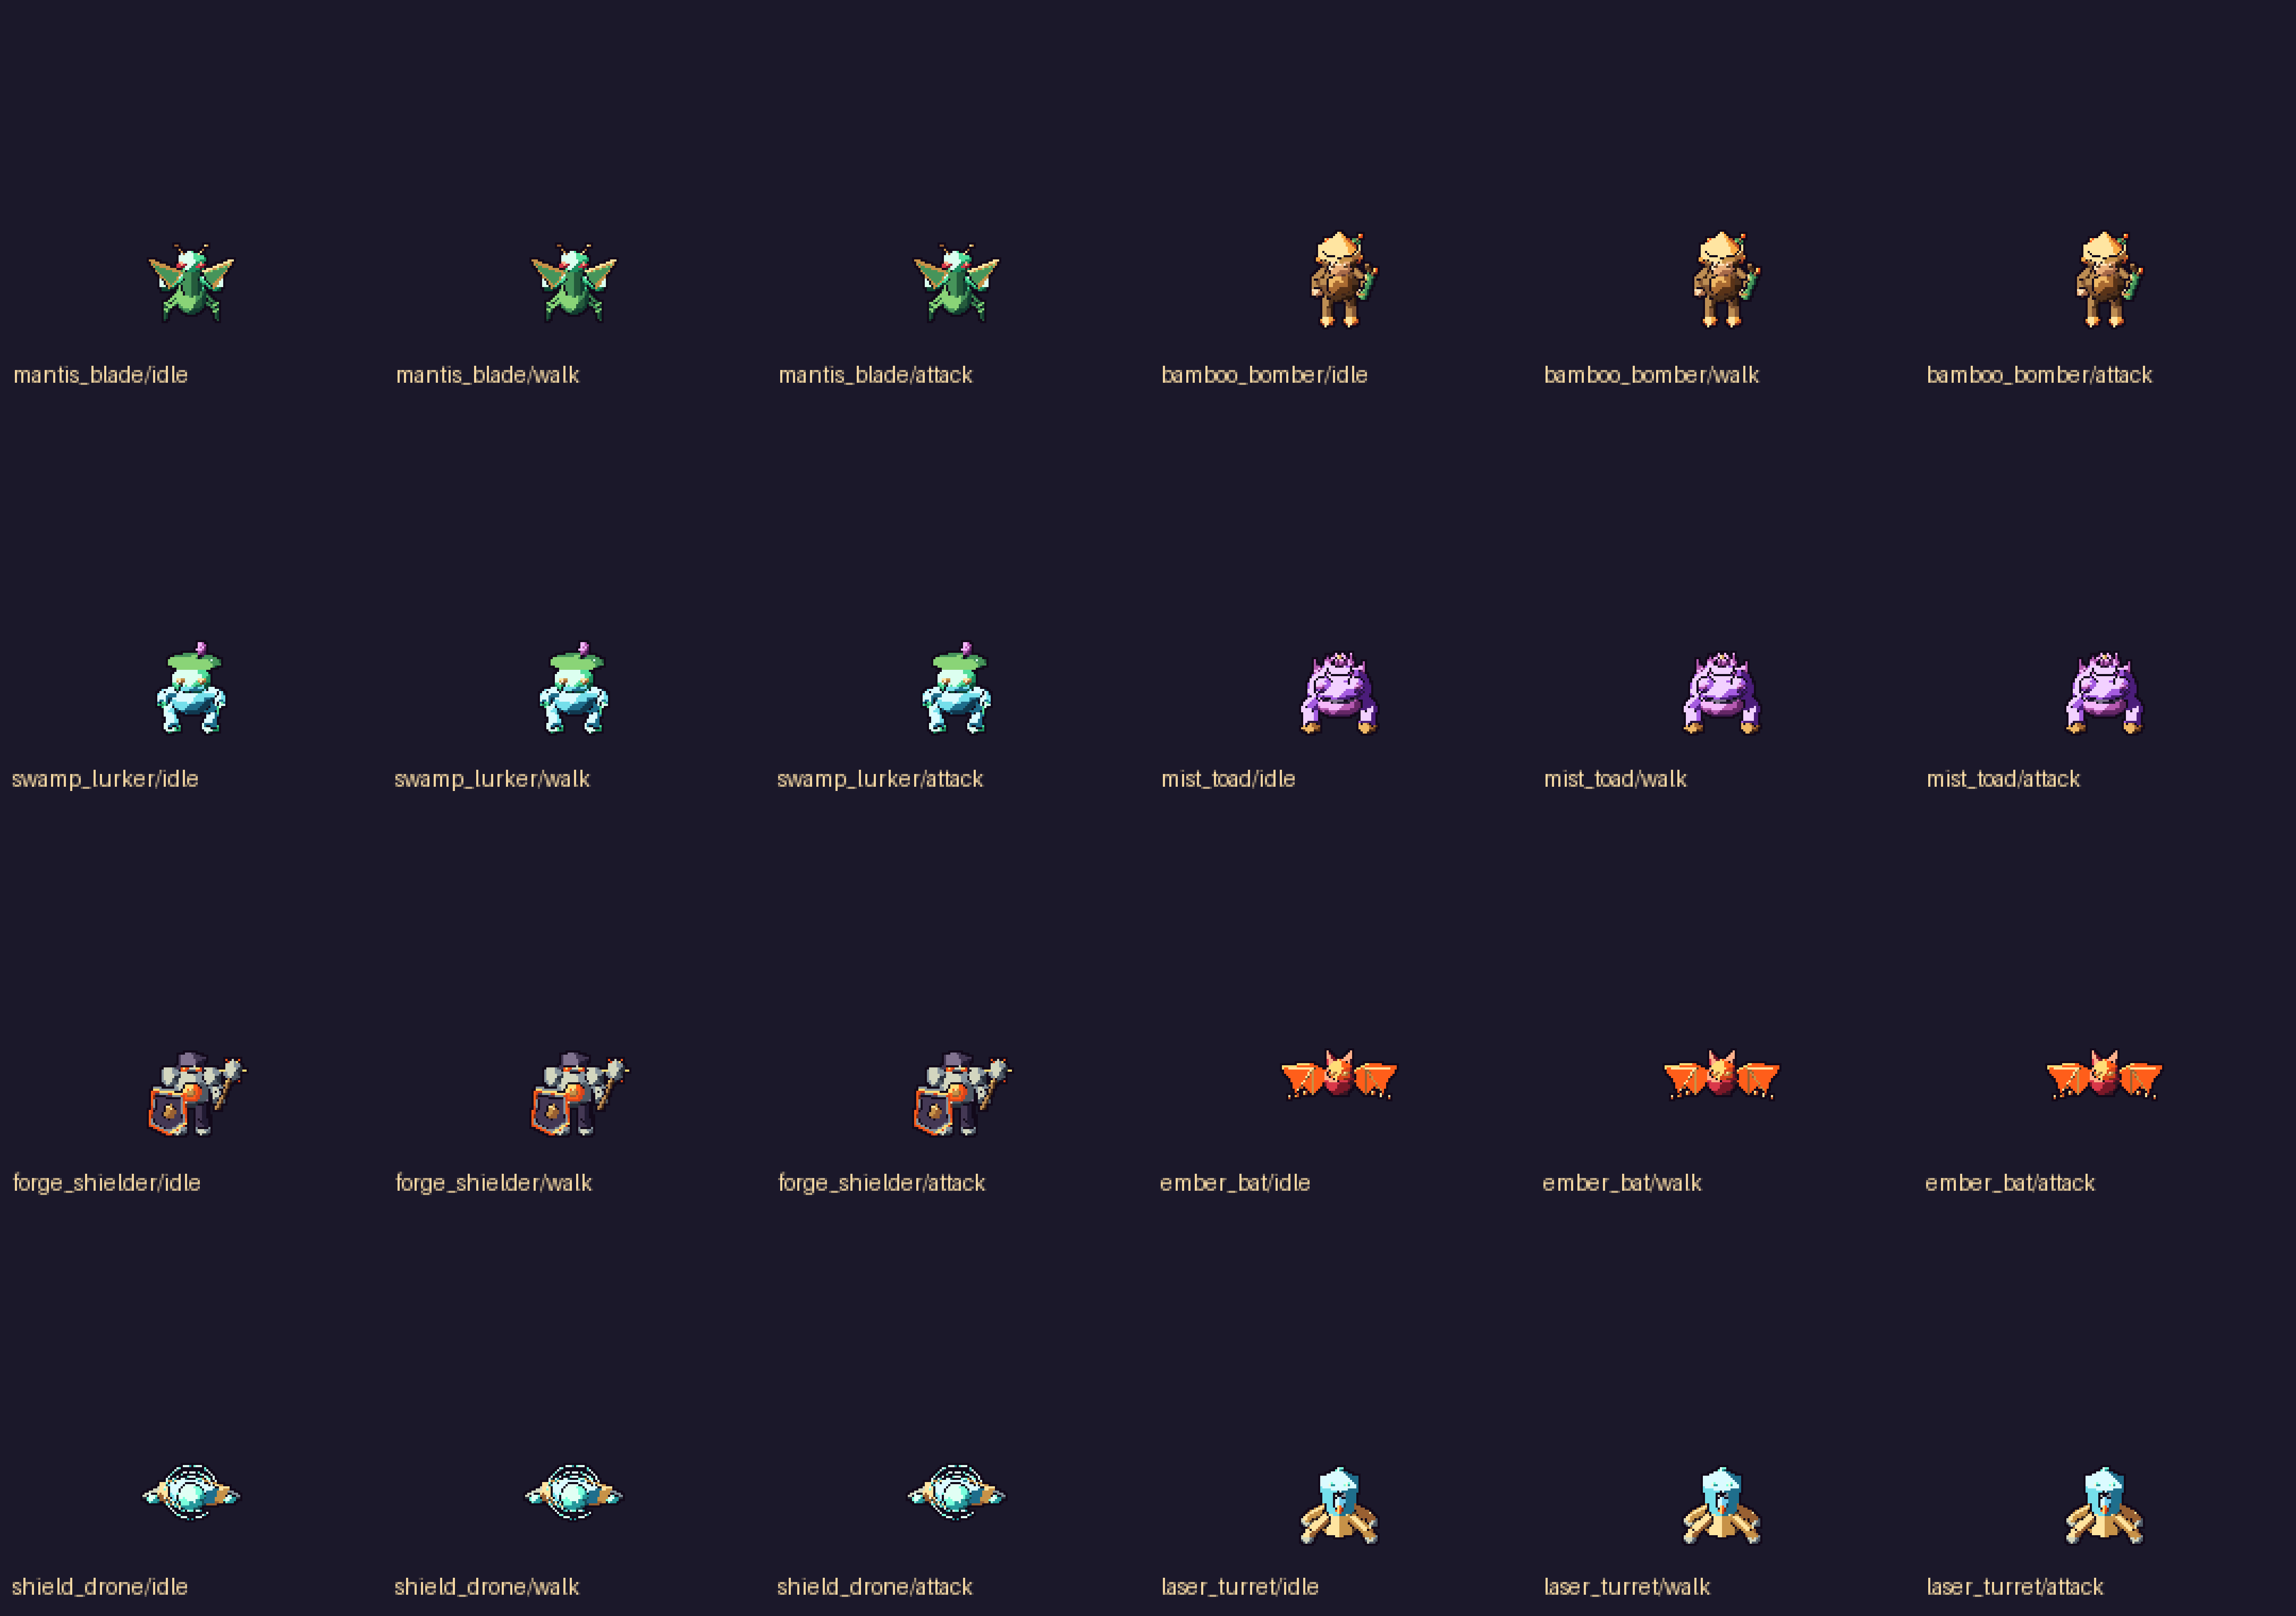 mantis_blade/idle
mantis_blade/walk
mantis_blade/attack
bamboo_bomber/idle
bamboo_bomber/walk
bamboo_bomber/attack
swamp_lurker/idle
swamp_lurker/walk
swamp_lurker/attack
mist_toad/idle
mist_toad/walk
mist_toad/attack
forge_shielder/idle
forge_shielder/walk
forge_shielder/attack
ember_bat/idle
ember_bat/walk
ember_bat/attack
shield_drone/idle
shield_drone/walk
shield_drone/attack
laser_turret/idle
laser_turret/walk
laser_turret/attack